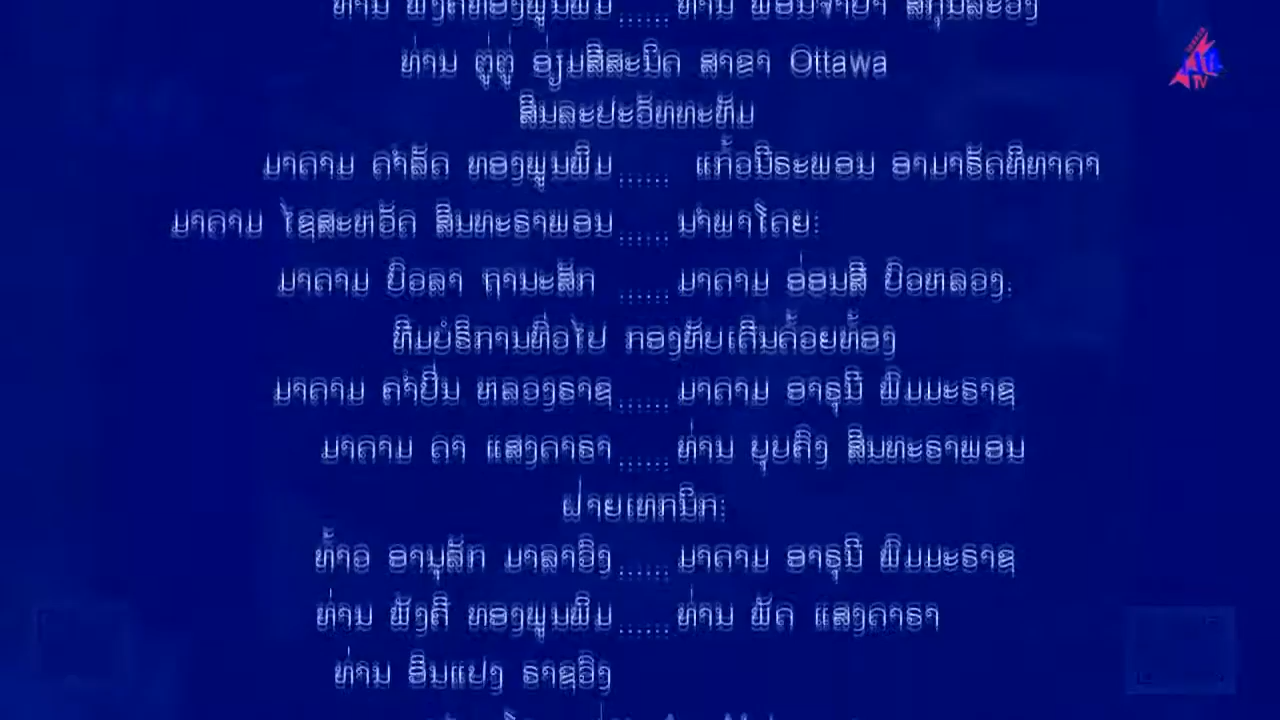 ທ່ານ ຕູ່ຕູ່ ອຸ່ມສີສະນິດ ສາຂາ Ottawa
ສິນລະປະວັທທະທັມ
ມາດາມ ຄຳສັດ ທອງພູນພິມ...... ແກ້ວນີຣະພອນ ອາມາຣັດທິທາດາ
ມາດາມ ໄຊສະຫວັດ ສິນທະຣາພອນ...... ນຳພາໂດຍ:
ມາດາມ ບົວລາ ຖານະສັກ ...... ມາດາມ ອ່ອນສີ ບົວຫລວງ.
ທີມບໍຣິການທົ່ວໄປ ກອງທັບເດີນດ້ວຍທ້ອງ
ມາດາມ ຄຳປິ່ນ ຫລວງຣາຊ...... ມາດາມ ອາຣຸນີ ພິມມະຣາຊ
ມາດາມ ດາ ແສງດາຣາ...... ທ່ານ ບຸບຜົງ ສິນທະຣາພອນ
ຝ່າຍເທກນິກ:
ທ້າວ ອານຸສັກ ມາລາວົງ...... ມາດາມ ອາຣຸນີ ພິມມະຣາຊ
ທ່ານ ພັງຄີ ທອງພູນພິມ...... ທ່ານ ພັດ ແສງດາຣາ
ທ່ານ ອິນແປງ ຣາຊວົງ
TV